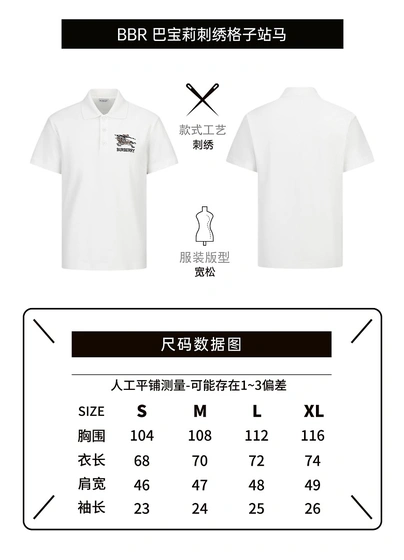 BBR 巴宝莉刺绣格子站马
BURBERRY
款式工艺
刺绣
服装版型
宽松
尺码数据图
人工平铺测量-可能存在1~3偏差
SIZE S M L XL
胸围 104 108 112 116
衣长 68 70 72 74
肩宽 46 47 48 49
袖长 23 24 25 26